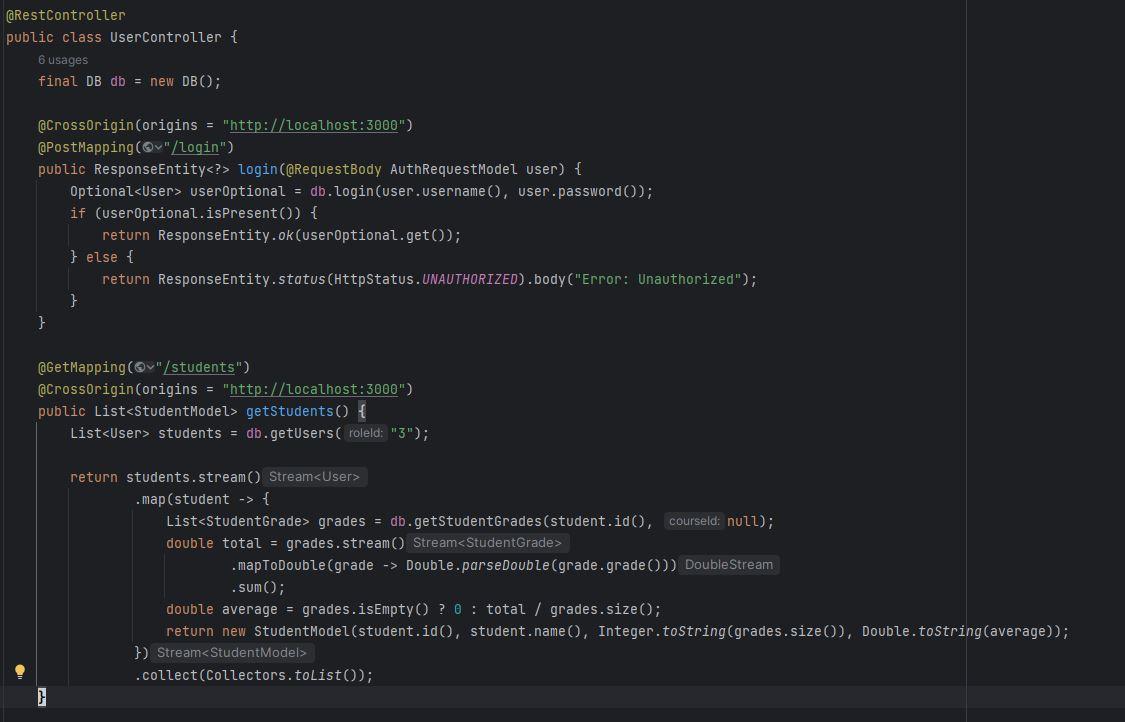 @RestController
public class UserController {
6 usages
final DB db = new DB();
@CrossOrigin(origins = "http://localhost:3000")
@PostMapping("/login")
public ResponseEntity<?> login(@RequestBody AuthRequestModel user) {
Optional<User> userOptional = db.login(user.username(), user.password());
if (userOptional.isPresent()) {
return ResponseEntity.ok(userOptional.get());
} else {
return ResponseEntity.status(HttpStatus.UNAUTHORIZED).body("Error: Unauthorized");
}
}
@GetMapping("/students")
@CrossOrigin(origins = "http://localhost:3000")
public List<StudentModel> getStudents() {
List<User> students = db.getUsers( roleId: "3");
return students.stream() Stream<User>
.map(student -> {
List<StudentGrade> grades = db.getStudentGrades(student.id(), courseId: null);
double total = grades.stream() Stream<StudentGrade>
.mapToDouble(grade -> Double.parseDouble(grade.grade())) DoubleStream
.sum();
double average = grades.isEmpty() ? 0 : total / grades.size();
return new StudentModel(student.id(), student.name(), Integer.toString(grades.size()), Double.toString(average));
}) Stream<StudentModel>
.collect(Collectors.toList());
}